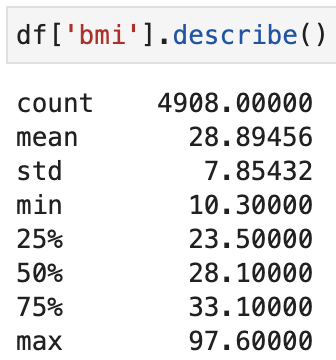 df['bmi'].describe()
count 4908.00000
mean 28.89456
std 7.85432
min 10.30000
25% 23.50000
50% 28.10000
75% 33.10000
max 97.60000